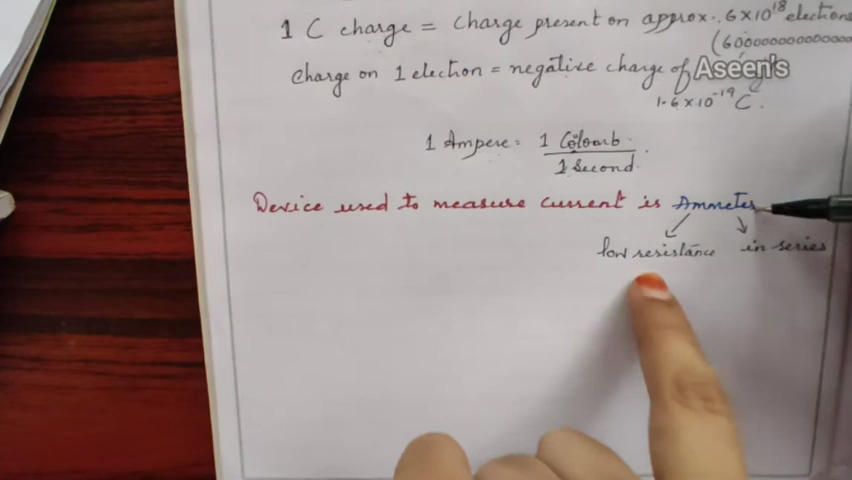 1 C charge = Charge present on approx. 6×10¹⁸ electrons
(60000000000000
Charge on 1 electron = negative charge of
Aseen's
1.6×10⁻¹⁹ C.
1 Ampere = 1 Coloumb
1 Second.
Device used to measure current is Ammeter
low resistance in series